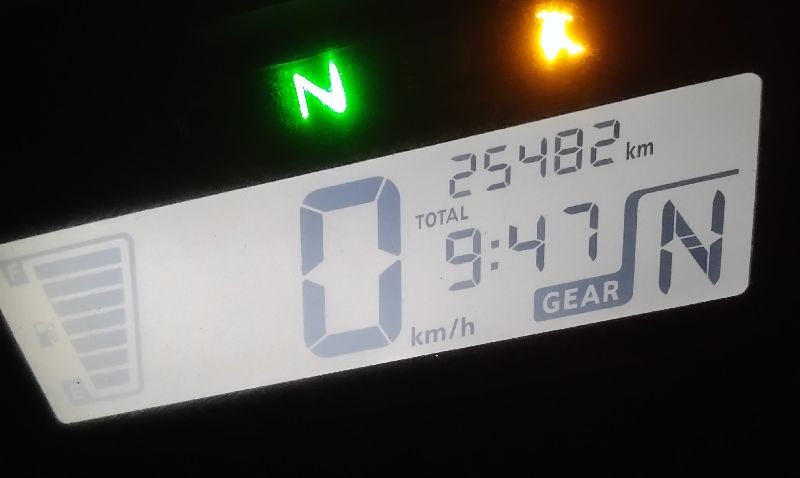 N
25482 km
TOTAL
9:47
0 km/h
GEAR N
F
E